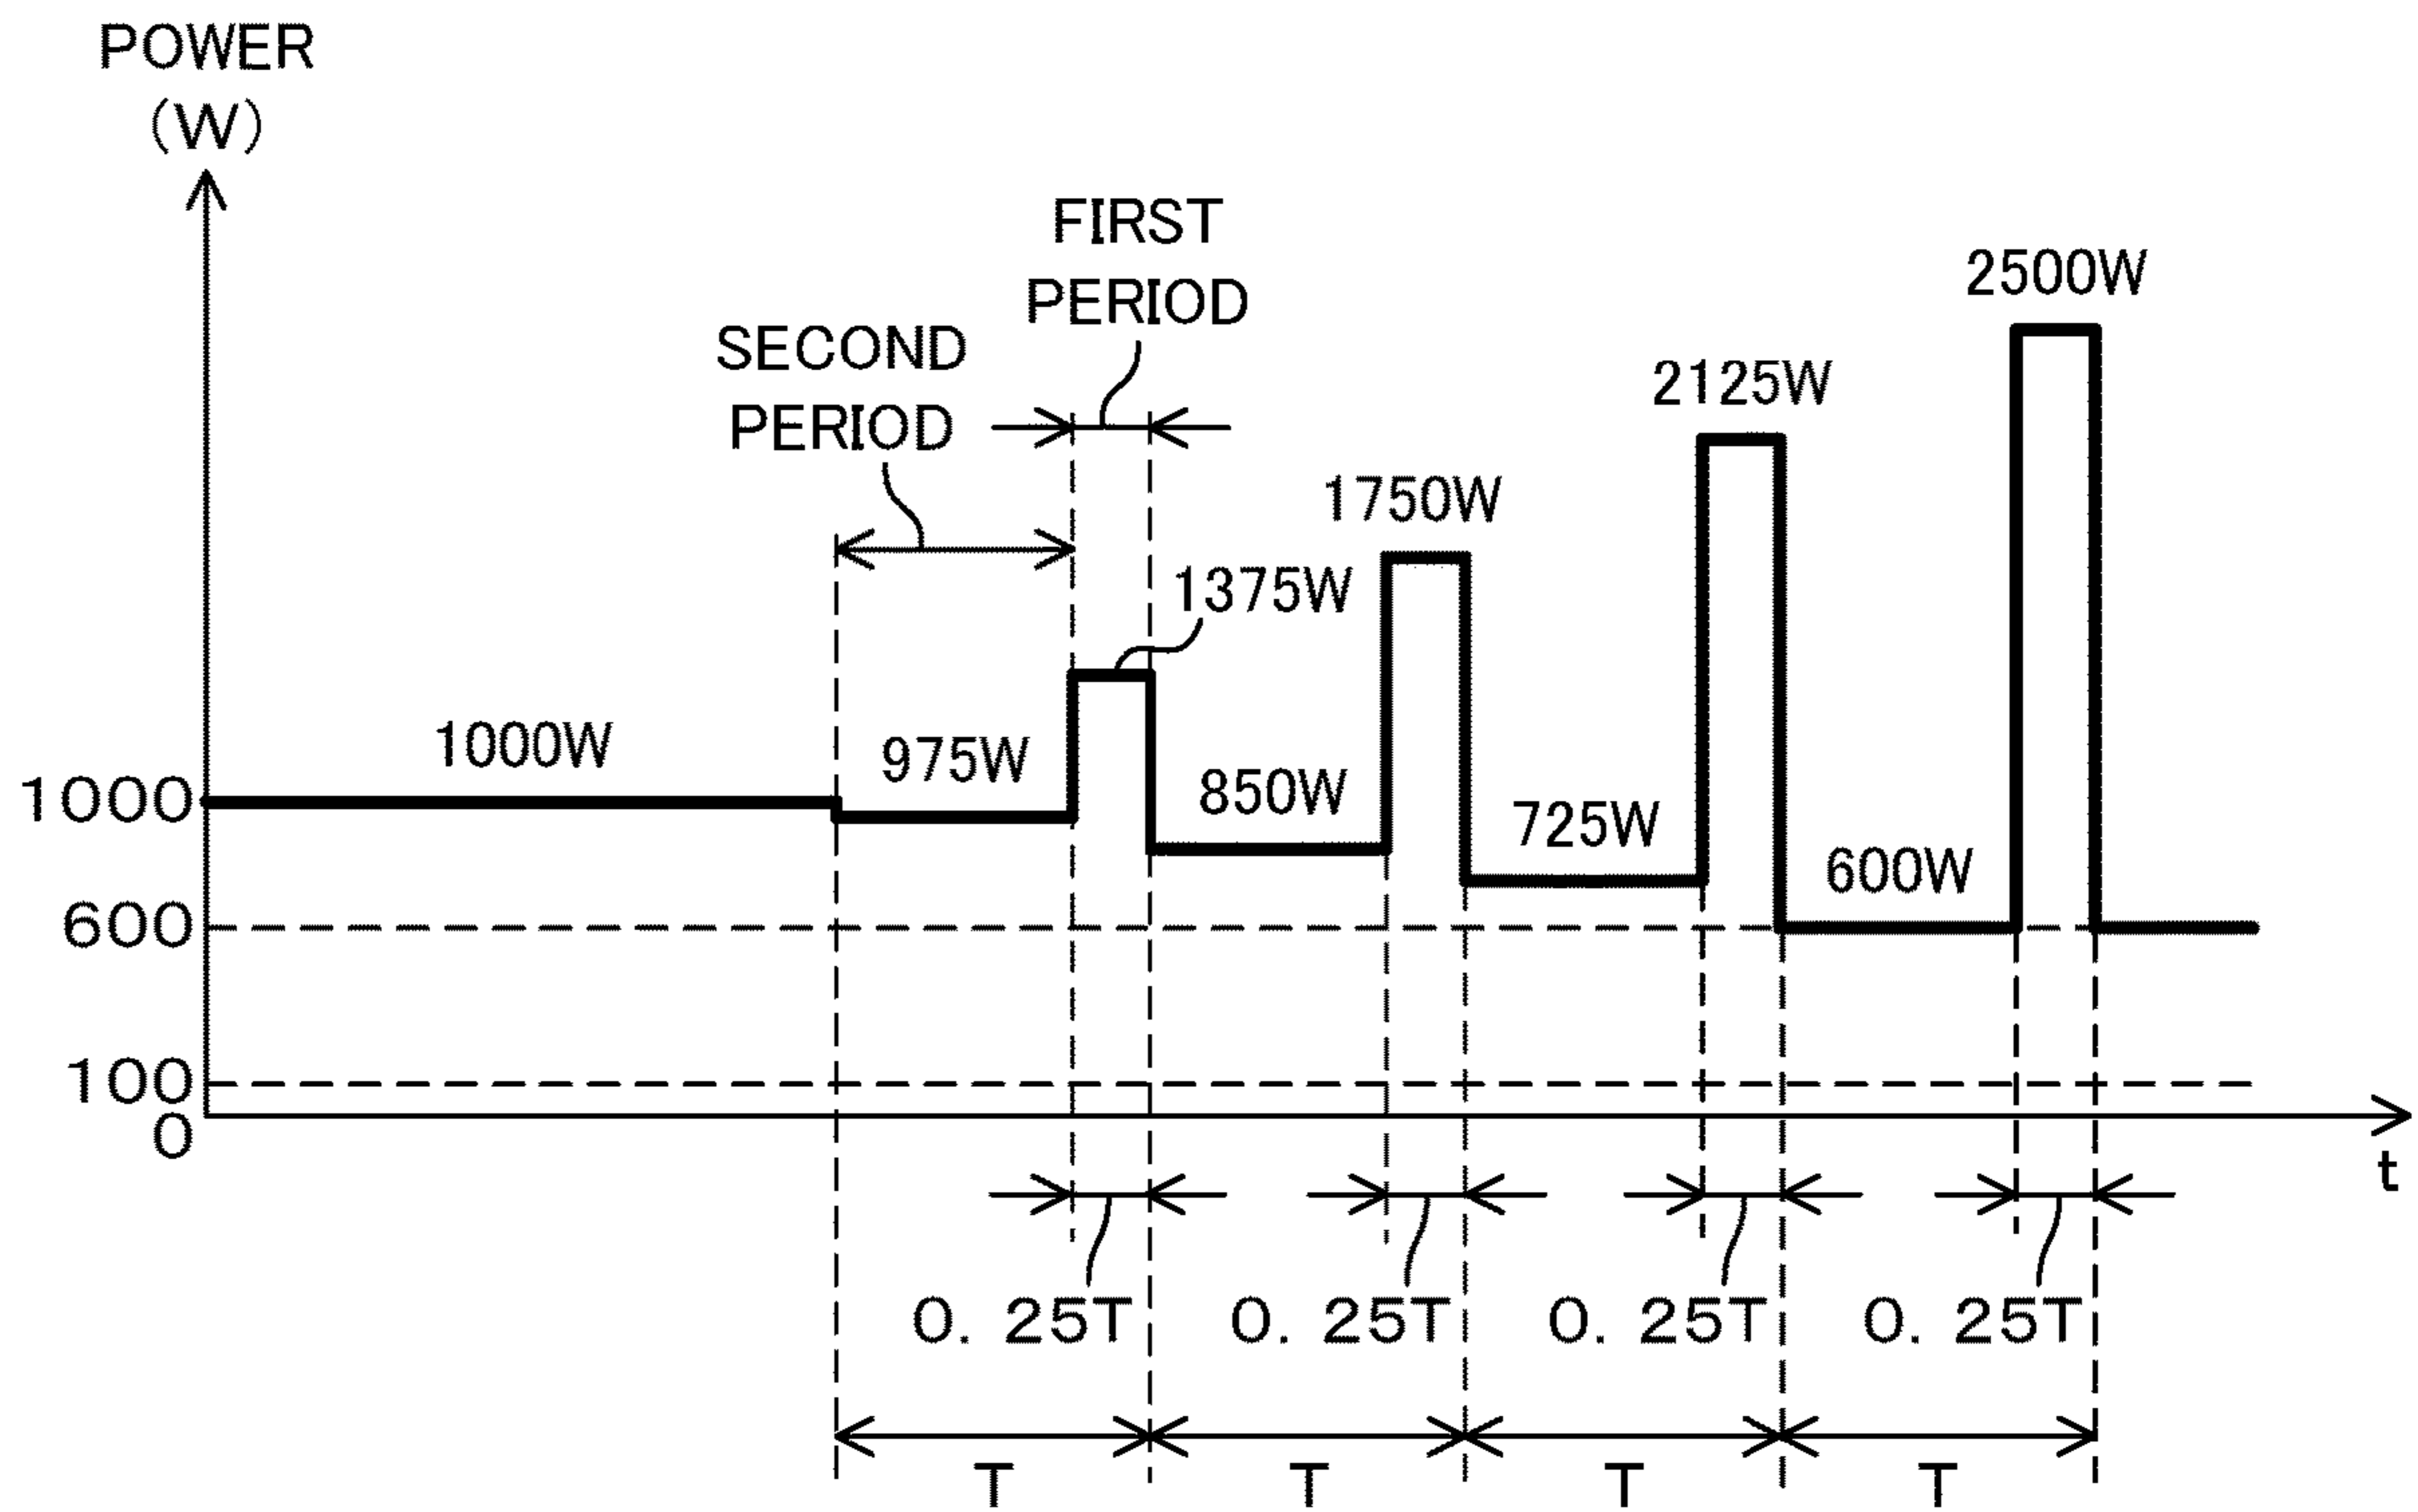 POWER
(W)
FIRST
PERIOD
SECOND
PERIOD
2500W
2125W
1750W
1375W
1000W
975W
850W
725W
600W
1000
600
100
0
t
0. 25T
0. 25T
0. 25T
0. 25T
T
T
T
T